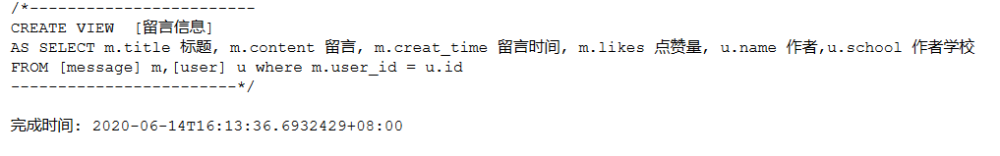 /*------------------------
CREATE VIEW  [留言信息]
AS SELECT m.title 标题, m.content 留言, m.creat_time 留言时间, m.likes 点赞量, u.name 作者,u.school 作者学校
FROM [message] m,[user] u where m.user_id = u.id
------------------------*/
完成时间: 2020-06-14T16:13:36.6932429+08:00